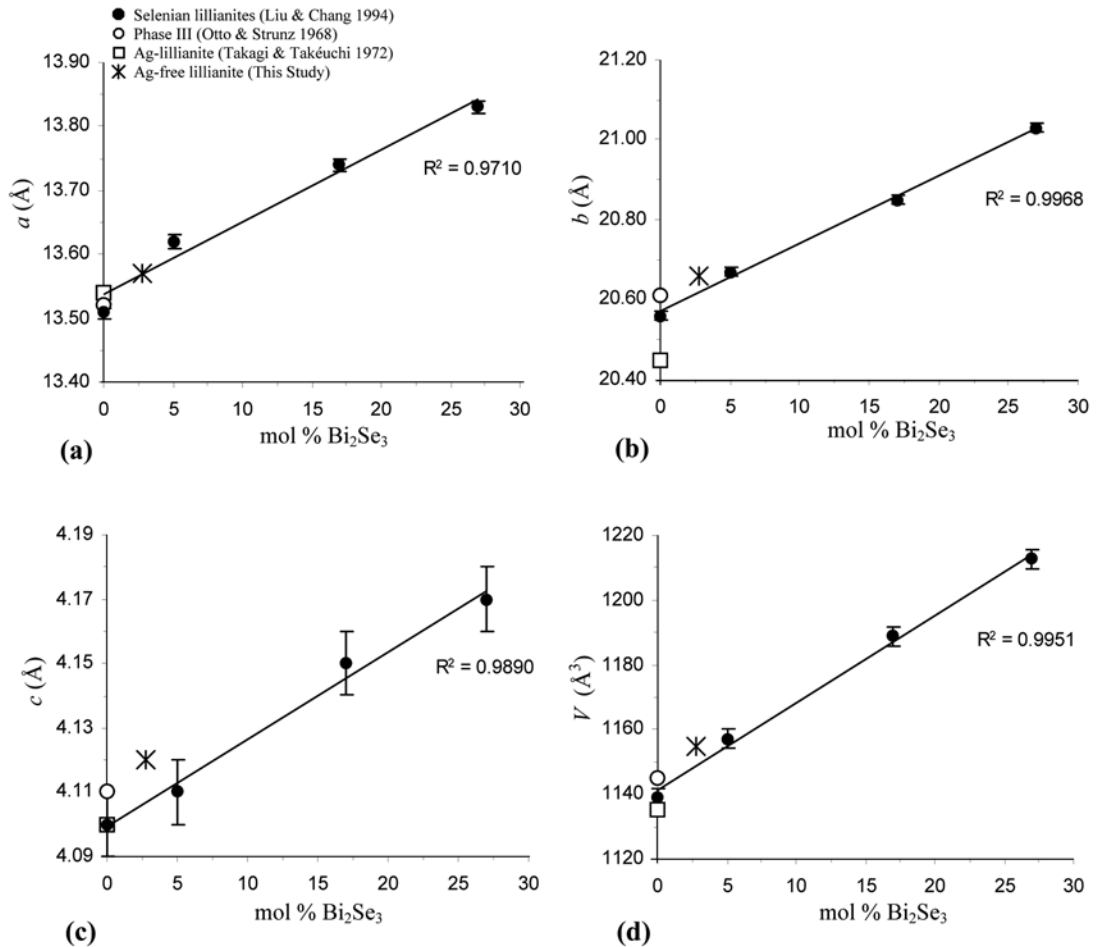 Selenian lillianites (Liu & Chang 1994)
Phase III (Otto & Strunz 1968)
Ag-lillianite (Takagi & Takéuchi 1972)
Ag-free lillianite (This Study)
13.90
13.80
13.70
13.60
13.50
13.40
a (Å)
R² = 0.9710
0 5 10 15 20 25 30
mol % Bi₂Se₃
(a)
21.20
21.00
20.80
20.60
20.40
b (Å)
R² = 0.9968
0 5 10 15 20 25 30
mol % Bi₂Se₃
(b)
4.19
4.17
4.15
4.13
4.11
4.09
c (Å)
R² = 0.9890
0 5 10 15 20 25 30
mol % Bi₂Se₃
(c)
1220
1200
1180
1160
1140
1120
V (Å³)
R² = 0.9951
0 5 10 15 20 25 30
mol % Bi₂Se₃
(d)